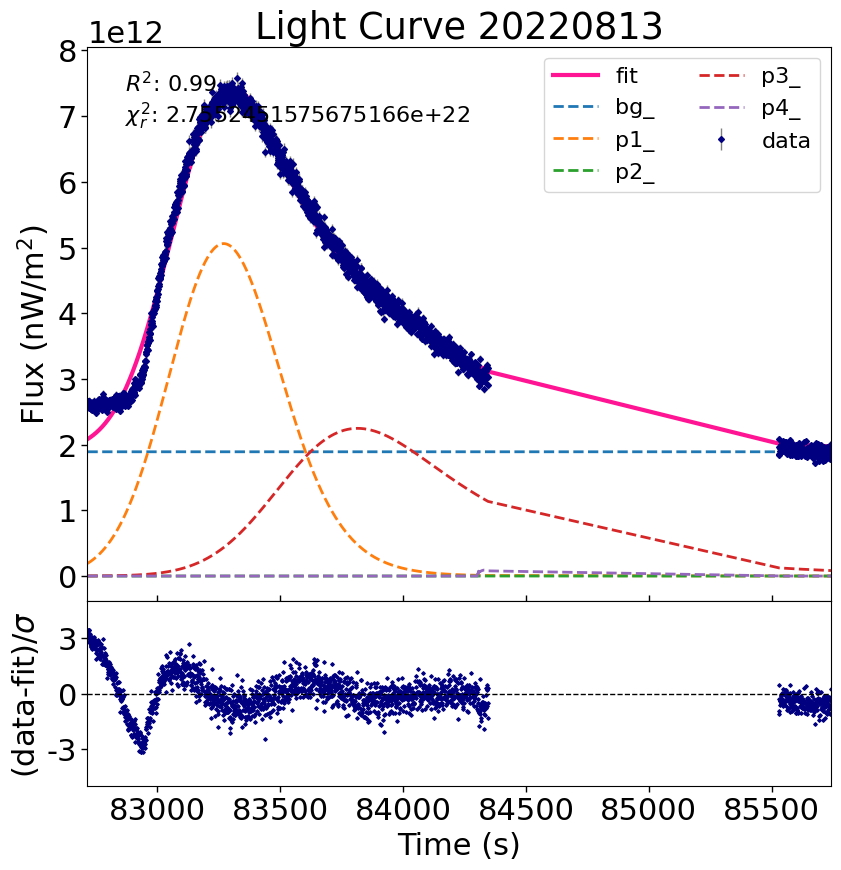 Light Curve 20220813
1e12
R²: 0.99
χ²ᵣ: 2.7552451575675166e+22
fit
bg_
p1_
p2_
p3_
p4_
data
Flux (nW/m²)
8
7
6
5
4
3
2
1
0
(data-fit)/σ
3
0
-3
83000 83500 84000 84500 85000 85500
Time (s)